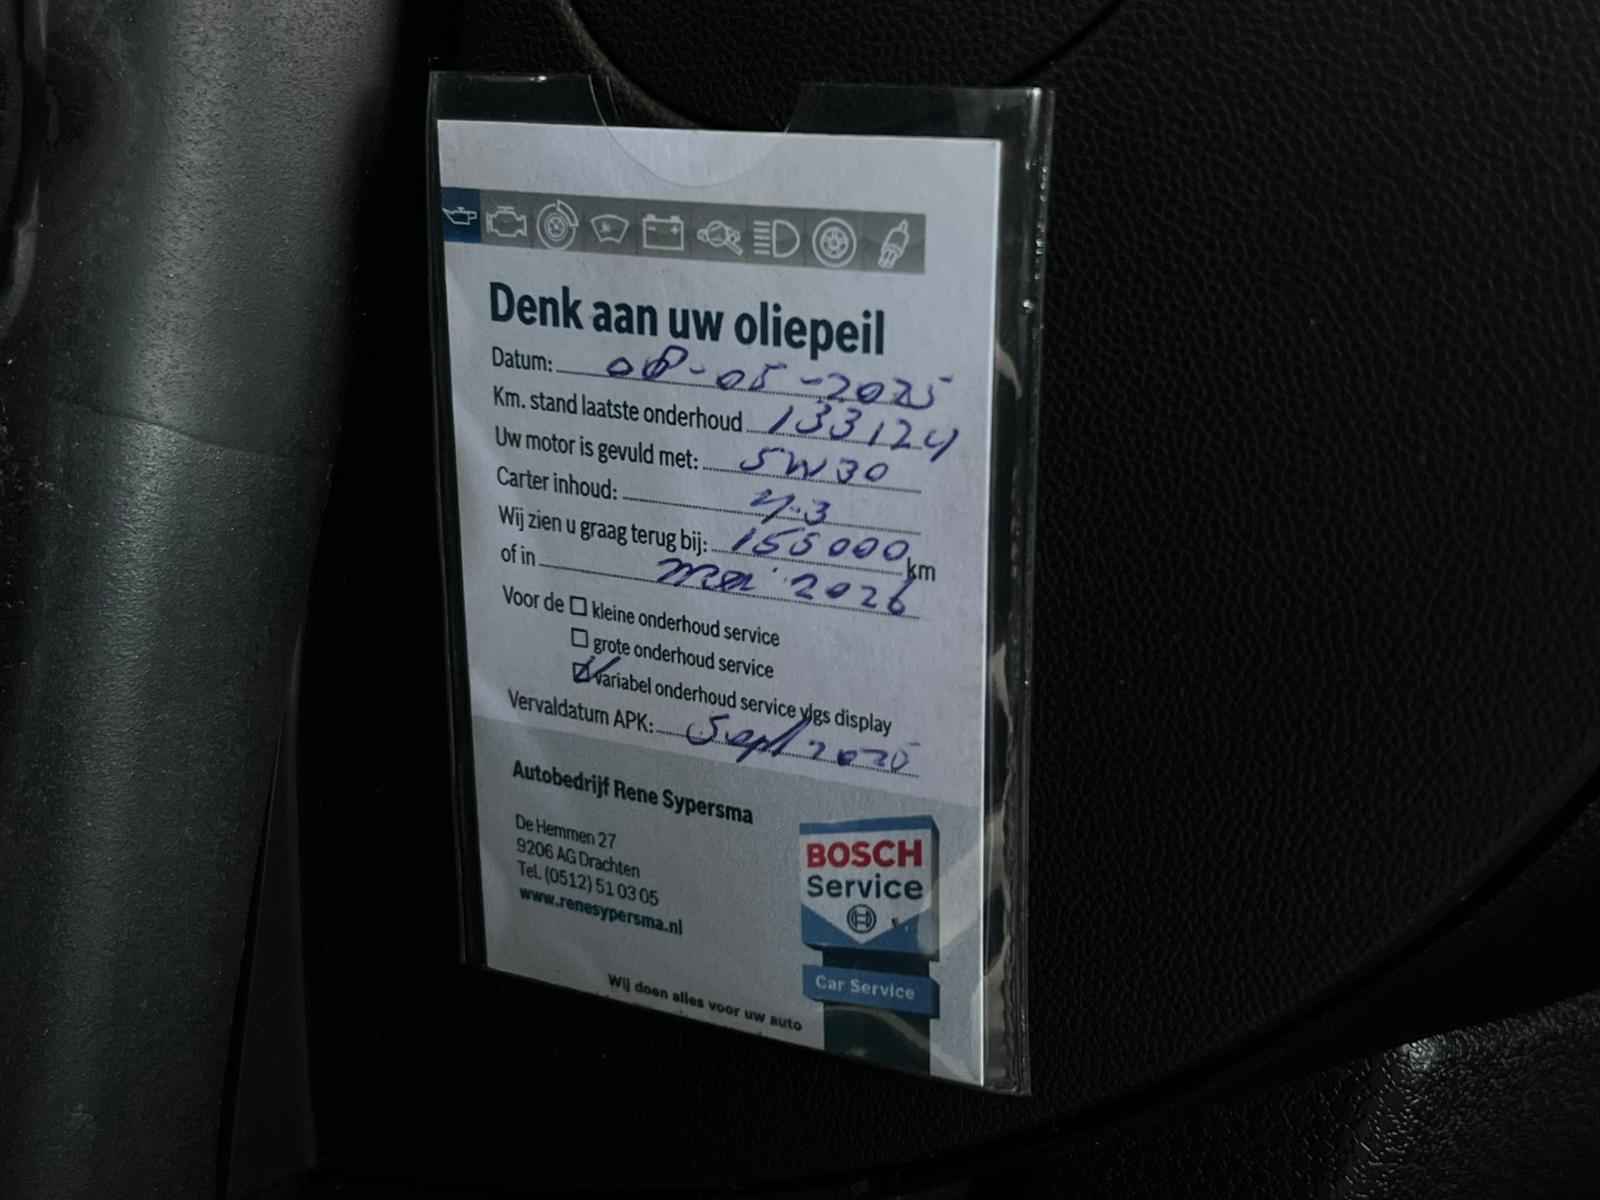 Denk aan uw oliepeil
Datum: 08-05-2025
Km. stand laatste onderhoud 133124
Uw motor is gevuld met: 5W30
Carter inhoud: 4.3
Wij zien u graag terug bij: 155000 km
of in mei 2026
Voor de kleine onderhoud service
grote onderhoud service
variabel onderhoud service vlgs display
Vervaldatum APK: Sept 2025
Autobedrijf Rene Sypersma
De Hemmen 27
9206 AG Drachten
Tel. (0512) 51 03 05
www.renesypersma.nl
BOSCH
Service
Car Service
Wij doen alles voor uw auto